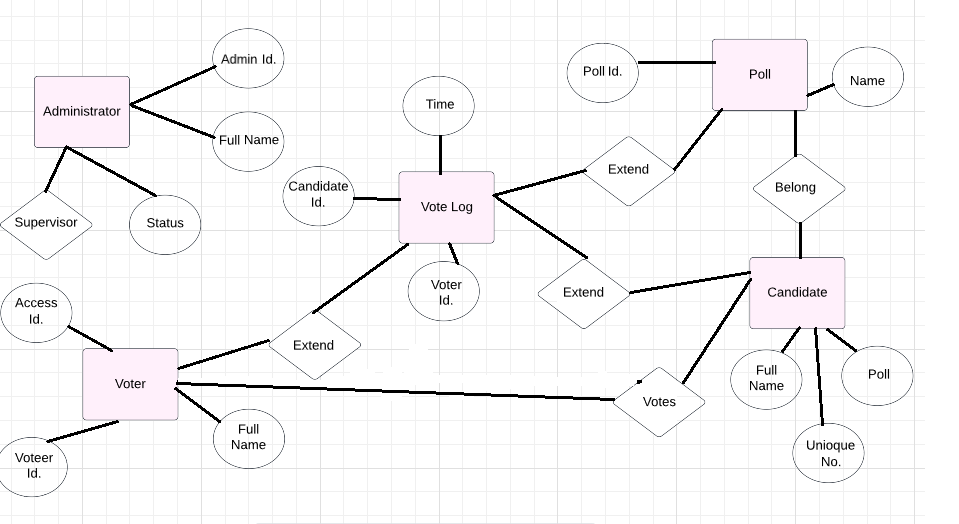 Admin Id.
Poll Id.
Poll
Name
Administrator
Time
Full Name
Extend
Candidate
Id.
Belong
Vote Log
Supervisor
Status
Voter
Id.
Extend
Candidate
Access
Id.
Extend
Voter
Full
Name
Poll
Votes
Full
Name
Unioque
No.
Voteer
Id.